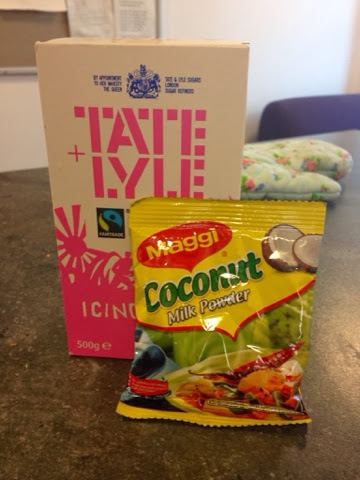 BY APPOINTMENT
TO HER MAJESTY
THE QUEEN
TATE & LYLE SUGARS
LONDON
SUGAR REFINERS
TATE
+ LYLE
FAIRTRADE
ICING
500g e
Maggi
Coconut
Milk Powder